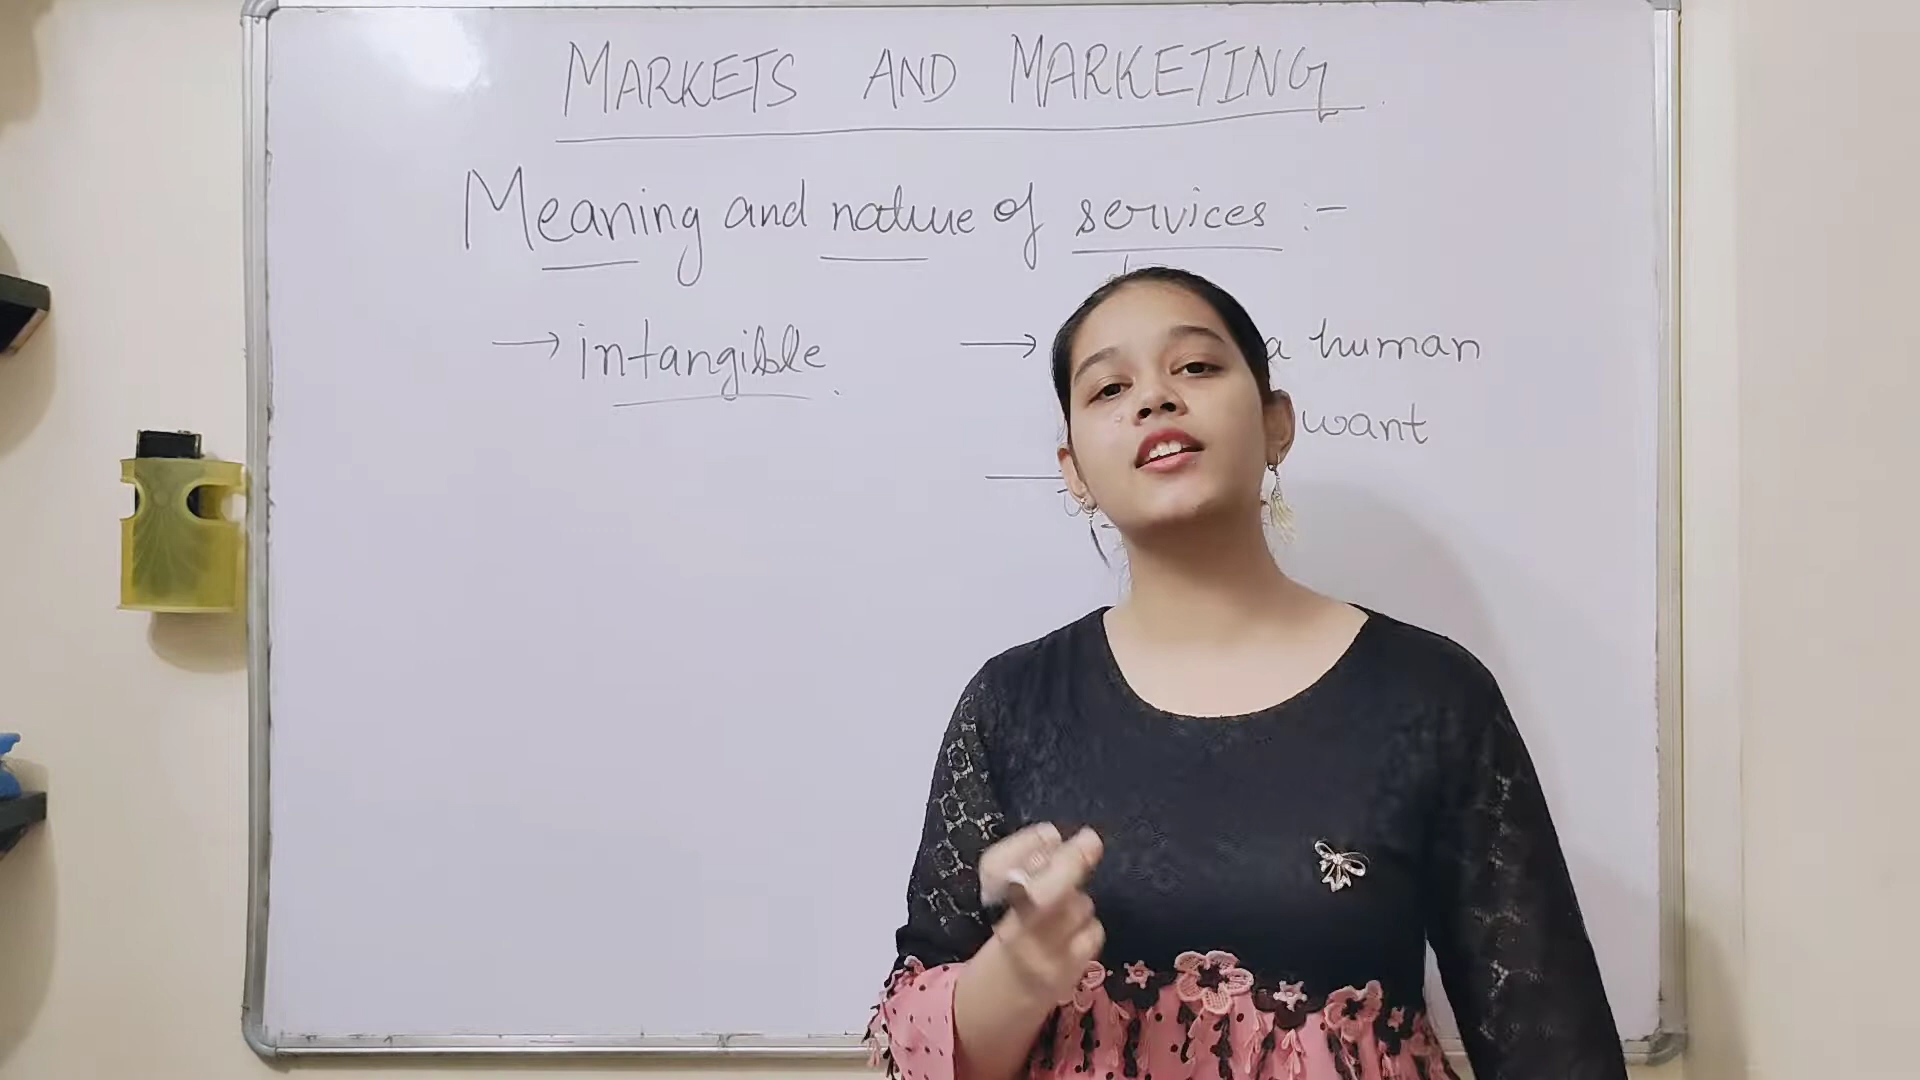 MARKETS AND MARKETING
Meaning and nature of services :-
→ intangible. → a human
want